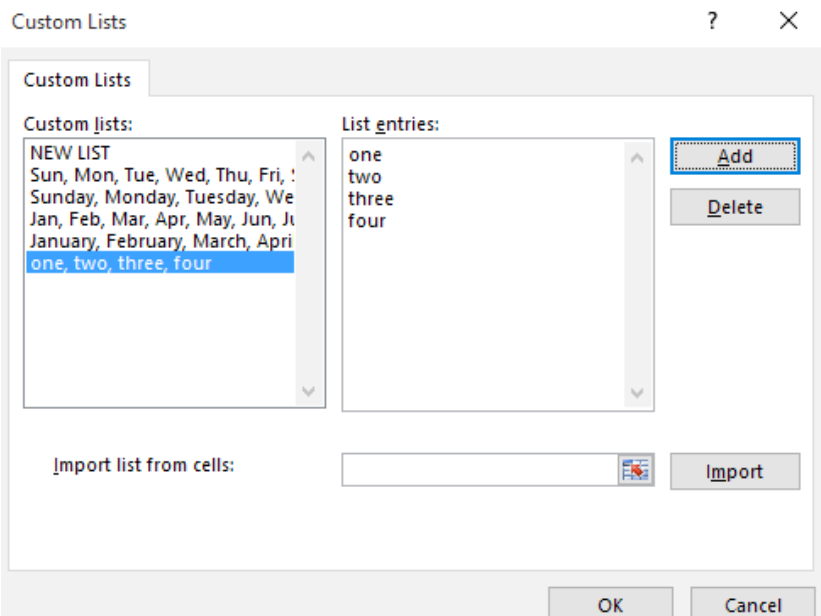 Custom Lists
?
Custom Lists
Custom lists:
NEW LIST
Sun, Mon, Tue, Wed, Thu, Fri,
Sunday, Monday, Tuesday, We
Jan, Feb, Mar, Apr, May, Jun, Ju
January, February, March, Apri
one, two, three, four
List entries:
one
two
three
four
Add
Delete
Import list from cells:
Import
OK
Cancel